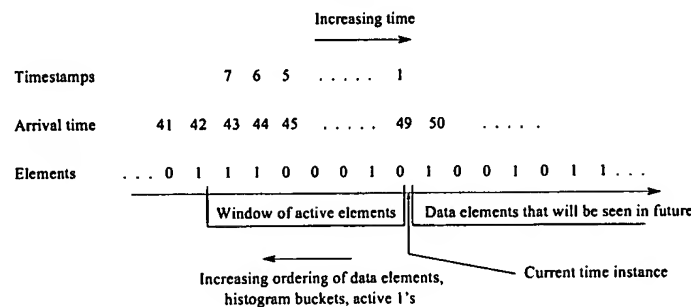 Increasing time
Timestamps 7 6 5 ..... 1
Arrival time 41 42 43 44 45 ..... 49 50 .....
Elements ... 0 1 1 1 0 0 0 1 0 1 0 0 1 0 1 1 ...
Window of active elements Data elements that will be seen in future
Increasing ordering of data elements, Current time instance
histogram buckets, active 1's